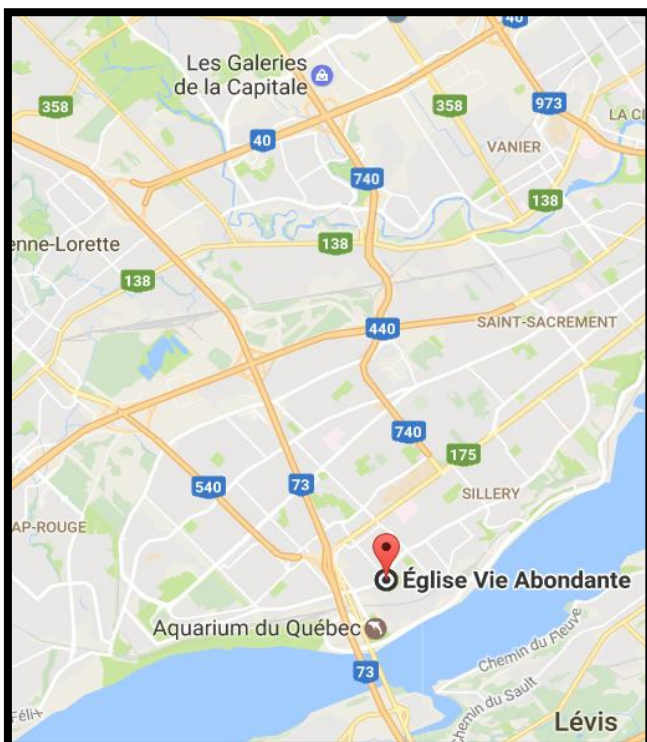 40
Les Galeries
de la Capitale
358
358
973
LA CI
40
VANIER
740
138
enne-Lorette
138
138
440
SAINT-SACREMENT
740
175
540
73
SILLERY
AP-ROUGE
Église Vie Abondante
Aquarium du Québec
Chemin du Fleuve
73
Chemin du Sault
Féli
Lévis